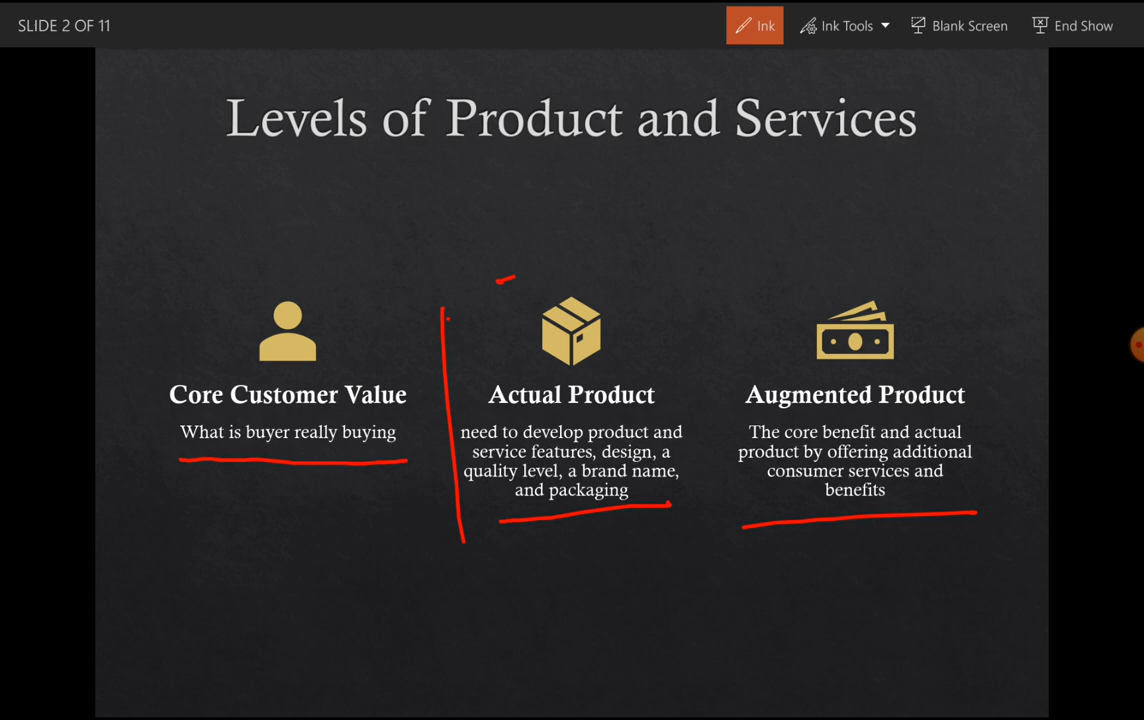 SLIDE 2 OF 11
Ink
Ink Tools
Blank Screen
End Show
Levels of Product and Services
Core Customer Value
What is buyer really buying
Actual Product
need to develop product and
service features, design, a
quality level, a brand name,
and packaging
Augmented Product
The core benefit and actual
product by offering additional
consumer services and
benefits